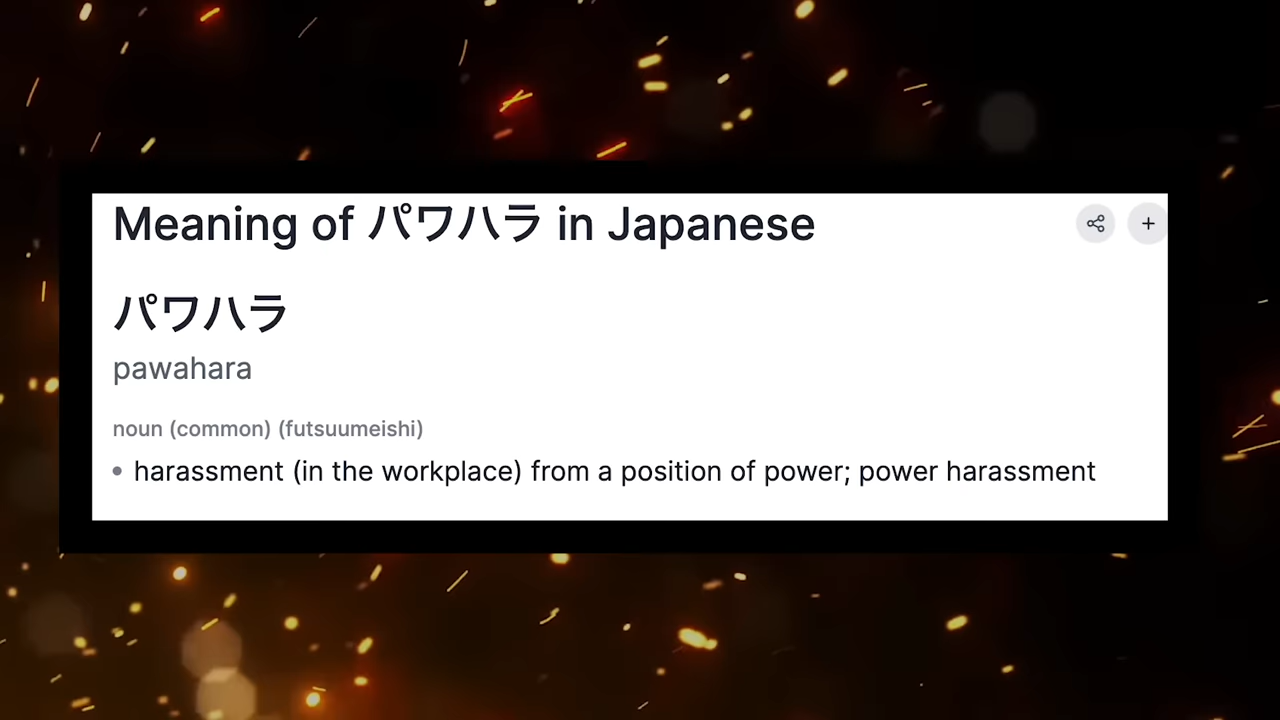 Meaning of パワハラ in Japanese
パワハラ
pawahara
noun (common) (futsuumeishi)
• harassment (in the workplace) from a position of power; power harassment